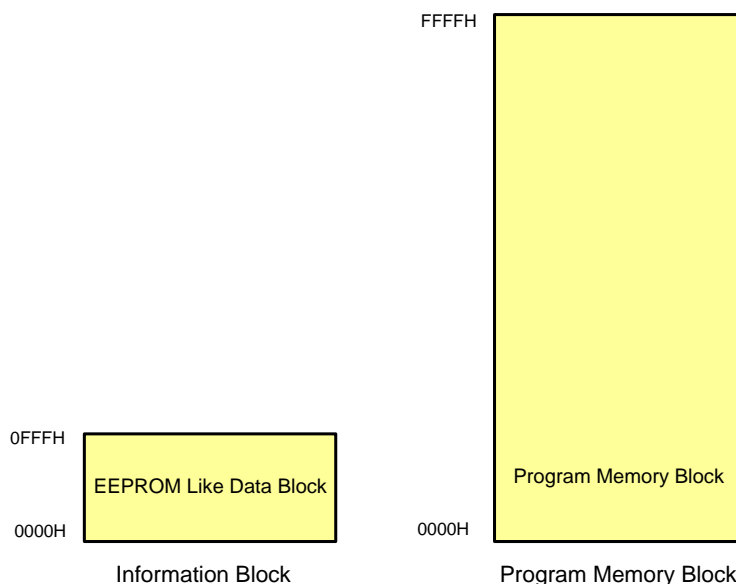 FFFFH
0FFFH
EEPROM Like Data Block
Program Memory Block
0000H
0000H
Information Block
Program Memory Block